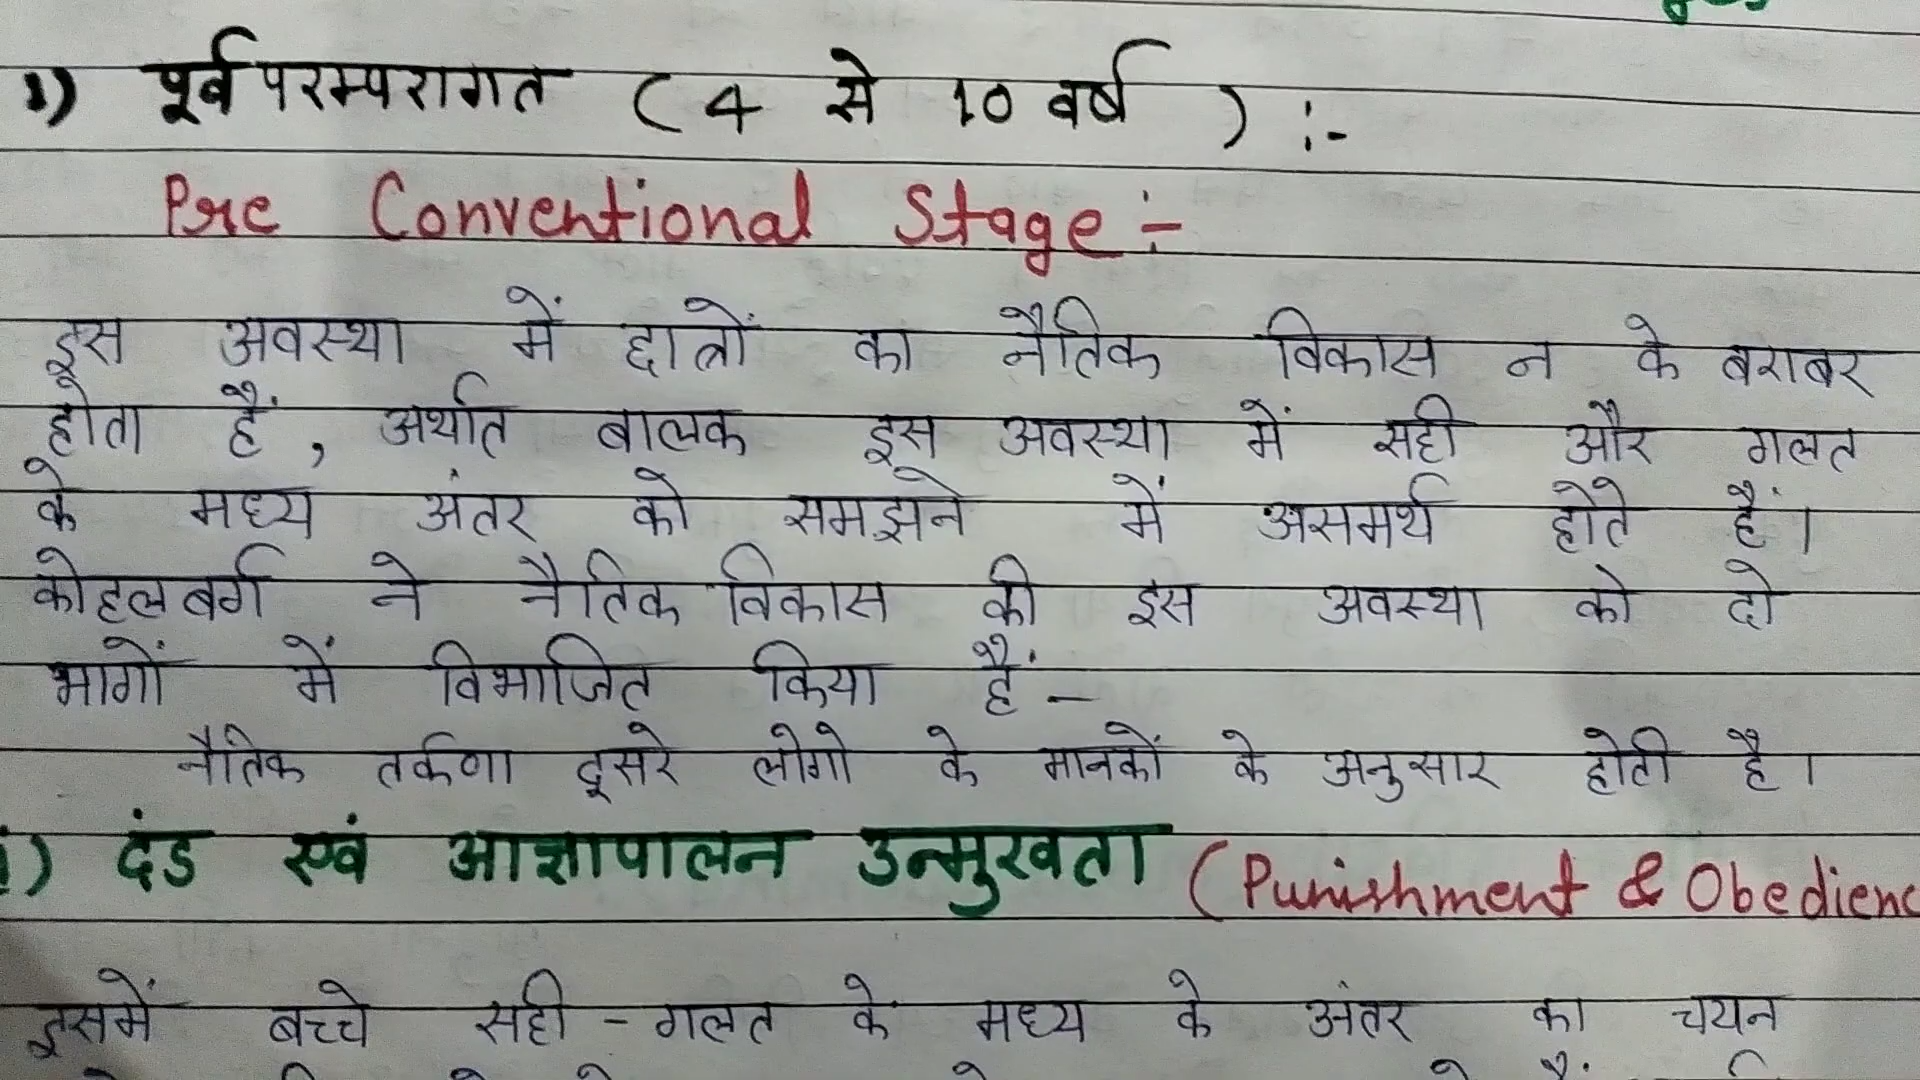 1) पूर्व परम्परागत ( 4 से 10 वर्ष ) :-
Pre Conventional Stage :-
इस अवस्था में छात्रों का नैतिक विकास न के बराबर
होता हैं, अर्थात बालक इस अवस्था में सही और गलत
के मध्य अंतर को समझने में असमर्थ होते हैं।
कोहलबर्ग ने नैतिक विकास की इस अवस्था को दो
भागों में विभाजित किया हैं –
नैतिक तर्कणा दूसरे लोगो के मानकों के अनुसार होती है।
i) दंड एवं आज्ञापालन उन्मुखता (Punishment & Obedienc
इसमें बच्चे सही - गलत के मध्य के अंतर का चयन